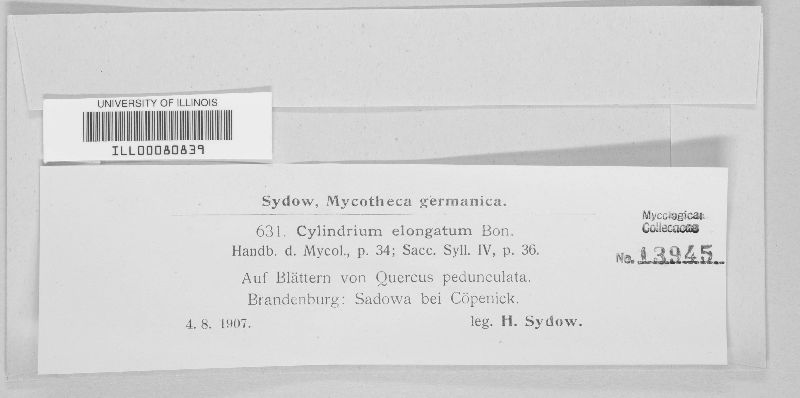 UNIVERSITY OF ILLINOIS
ILL00080839
Sydow, Mycotheca germanica.
631. Cylindrium elongatum Bon.
Handb. d. Mycol., p. 34; Sacc. Syll. IV, p. 36.
Auf Blättern von Quercus pedunculata.
Brandenburg: Sadowa bei Cöpenick.
4. 8. 1907. leg. H. Sydow.
Mycological
Collections
No. 13945